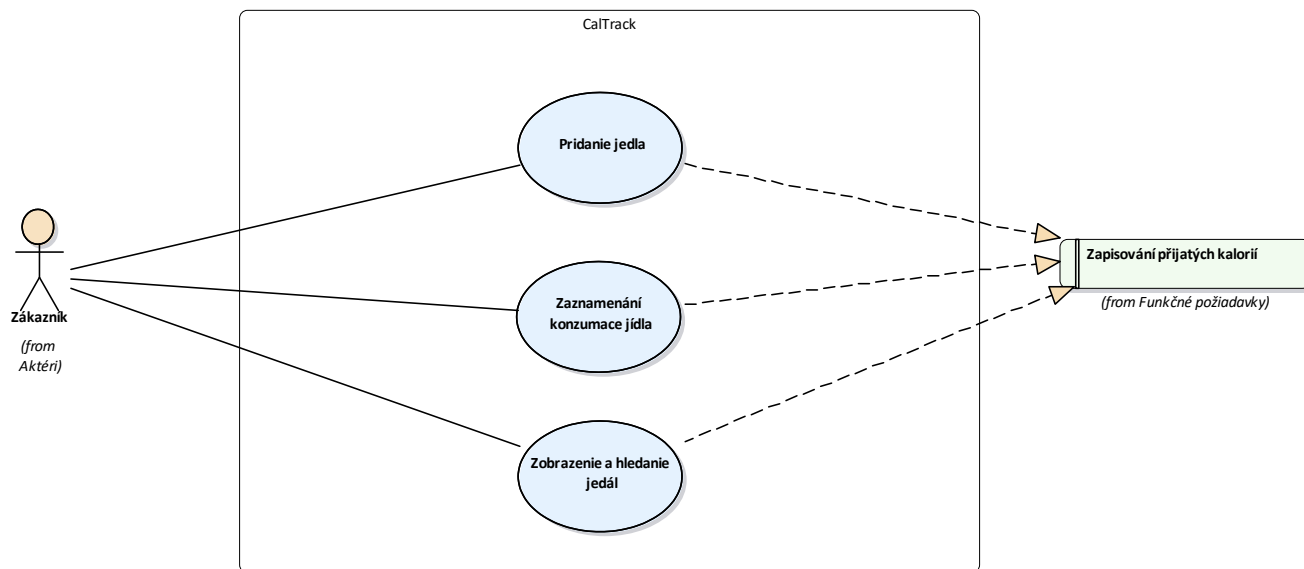 CalTrack
Pridanie jedla
Zákazník
(from
Aktéri)
Zaznamenání
konzumace jídla
Zobrazenie a hledanie
jedál
Zapisování přijatých kalorií
(from Funkčné požiadavky)